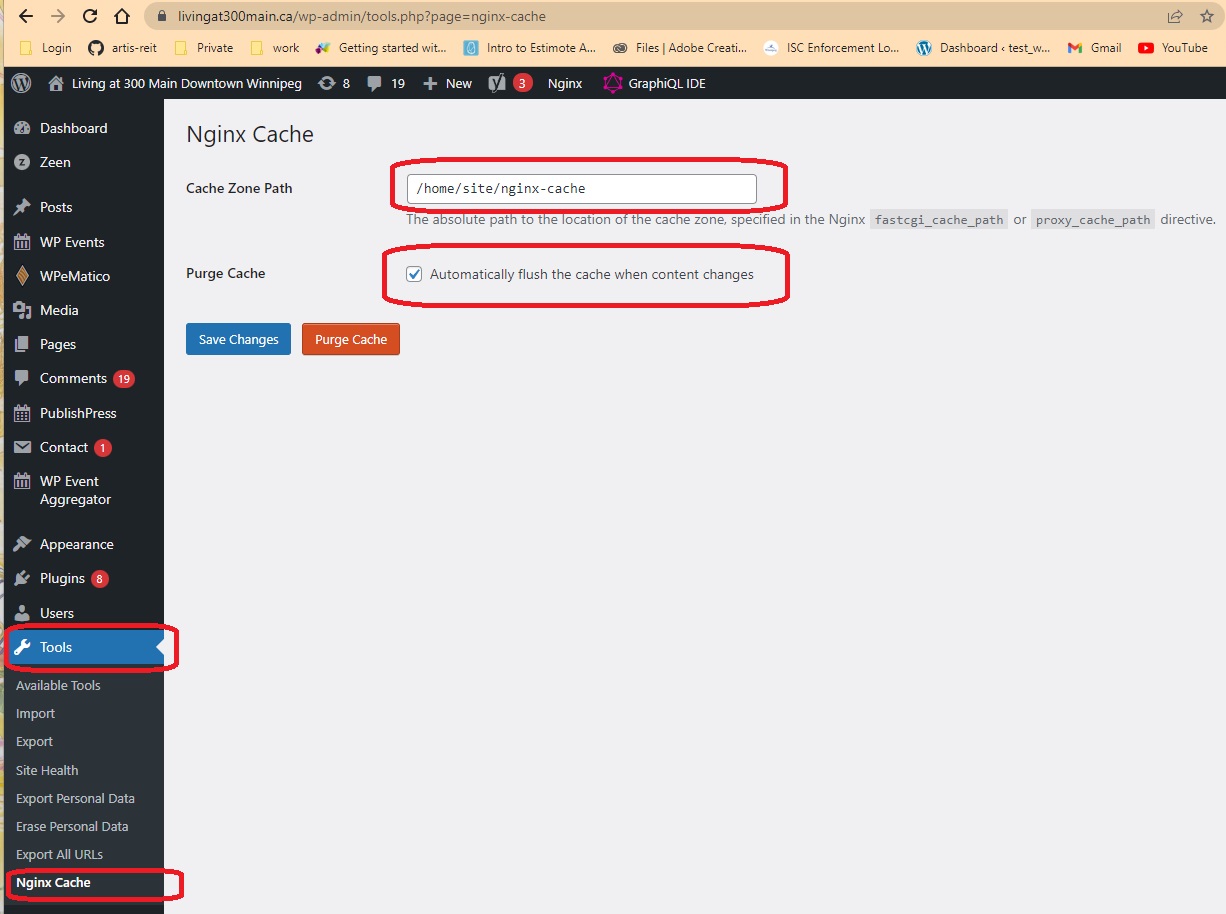 livingat300main.ca/wp-admin/tools.php?page=nginx-cache
Login artis-reit Private work Getting started wit... Intro to Estimote A... Files | Adobe Creati... ISC Enforcement Lo... Dashboard ‹ test_w... Gmail YouTube
Living at 300 Main Downtown Winnipeg 8 19 New 3 Nginx GraphiQL IDE
Dashboard
Zeen
Posts
WP Events
WPeMatico
Media
Pages
Comments 19
PublishPress
Contact 1
WP Event
Aggregator
Appearance
Plugins 8
Users
Tools
Available Tools
Import
Export
Site Health
Export Personal Data
Erase Personal Data
Export All URLs
Nginx Cache
Nginx Cache
Cache Zone Path
/home/site/nginx-cache
The absolute path to the location of the cache zone, specified in the Nginx fastcgi_cache_path or proxy_cache_path directive.
Purge Cache
Automatically flush the cache when content changes
Save Changes Purge Cache